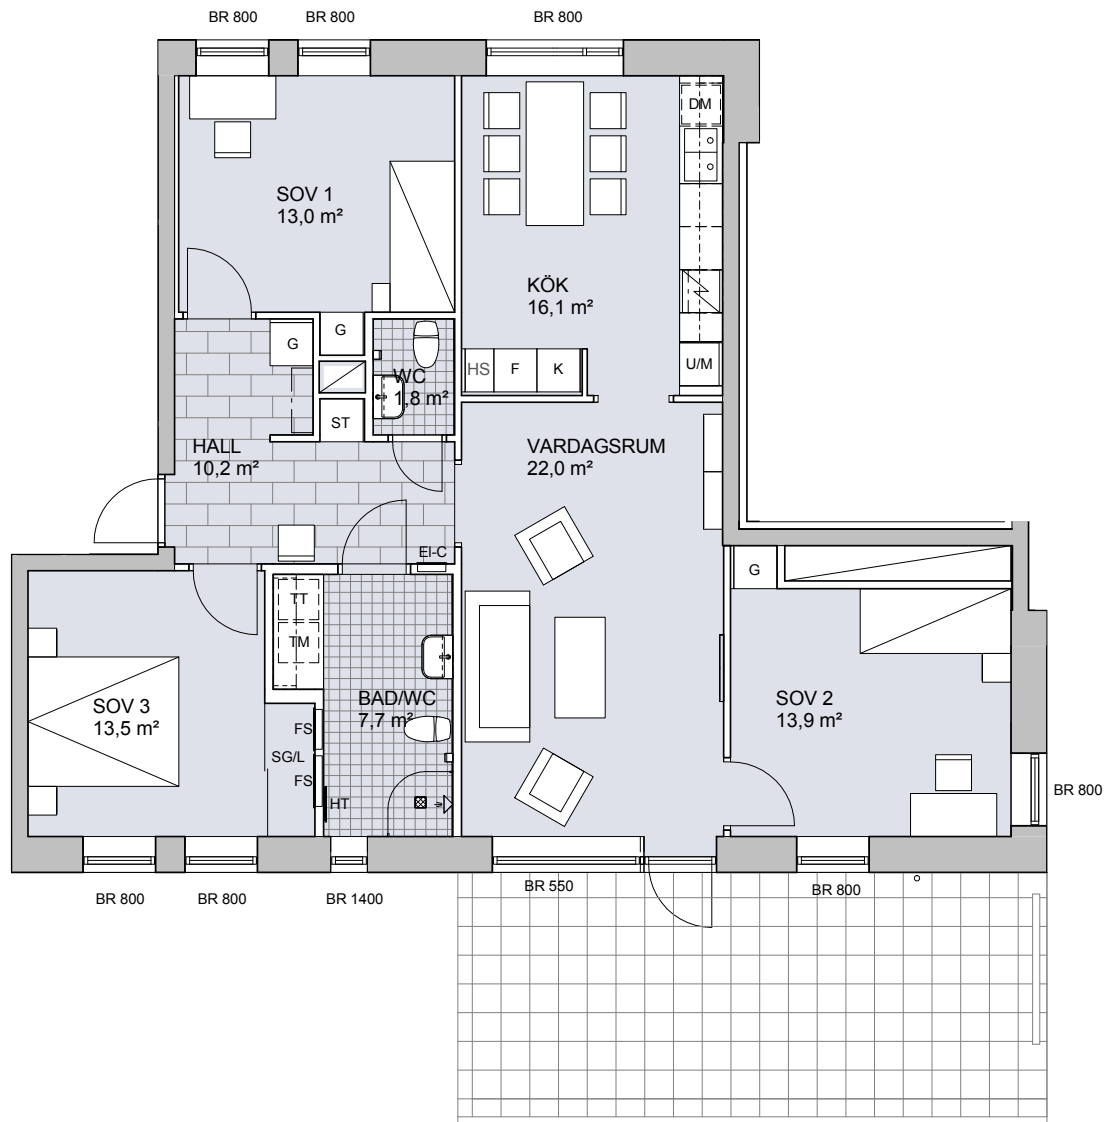 BR 800
BR 800
BR 800
DM
SOV 1
13,0 m²
KÖK
16,1 m²
G
G
WC
1,8 m²
HS
F
K
U/M
ST
HALL
10,2 m²
VARDAGSRUM
22,0 m²
EI-C
G
TT
TM
SOV 3
13,5 m²
BAD/WC
7,7 m²
SOV 2
13,9 m²
FS
SG/L
FS
HT
BR 800
BR 800
BR 800
BR 1400
BR 550
BR 800